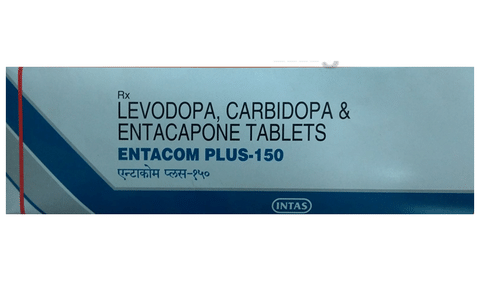 Rx
LEVODOPA, CARBIDOPA &
ENTACAPONE TABLETS
ENTACOM PLUS-150
एन्टाकोम प्लस-१५०
INTAS